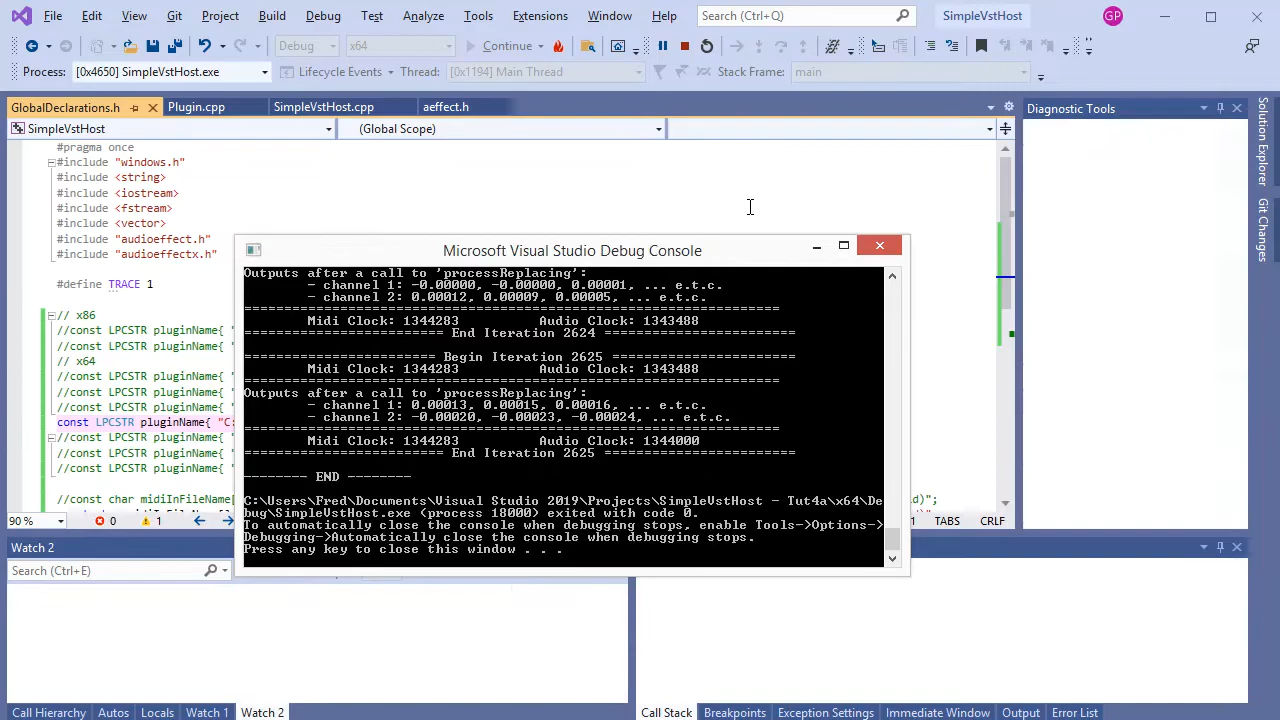 File Edit View Git Project Build Debug Test Analyze Tools Extensions Window Help Search (Ctrl+Q) SimpleVstHost GP
Debug x64 Continue
Process: [0x4650] SimpleVstHost.exe Lifecycle Events Thread: [0x1194] Main Thread Stack Frame: main
GlobalDeclarations.h Plugin.cpp SimpleVstHost.cpp aeffect.h
SimpleVstHost (Global Scope)
#pragma once
#include "windows.h"
#include <string>
#include <iostream>
#include <fstream>
#include <vector>
#include "audioeffect.h"
#include "audioeffectx.h"
#define TRACE 1
// x86
//const LPCSTR pluginName{ "
//const LPCSTR pluginName{ "
// x64
//const LPCSTR pluginName{ "
//const LPCSTR pluginName{ "
//const LPCSTR pluginName{ "
const LPCSTR pluginName{ "C:
//const LPCSTR pluginName{ "
//const LPCSTR pluginName{ "
//const LPCSTR pluginName{ "
//const char midiInFileName[
d)";
90 % 0 1 TABS CRLF
Microsoft Visual Studio Debug Console
Outputs after a call to 'processReplacing':
- channel 2: 0.00012, 0.00009, 0.00005, ... e.t.c.
===================================================================
Midi Clock: 1344283 Audio Clock: 1343488
======================== End Iteration 2624 ========================
======================== Begin Iteration 2625 =======================
Midi Clock: 1344283 Audio Clock: 1343488
===================================================================
Outputs after a call to 'processReplacing':
- channel 1: 0.00013, 0.00015, 0.00016, ... e.t.c.
- channel 2: -0.00020, -0.00023, -0.00024, ... e.t.c.
===================================================================
Midi Clock: 1344283 Audio Clock: 1344000
======================== End Iteration 2625 ========================
-------- END --------
C:\Users\Fred\Documents\Visual Studio 2019\Projects\SimpleVstHost - Tut4a\x64\De
bug\SimpleVstHost.exe (process 18000) exited with code 0.
To automatically close the console when debugging stops, enable Tools->Options->
Debugging->Automatically close the console when debugging stops.
Press any key to close this window . . .
Diagnostic Tools
Solution Explorer
Git Changes
Watch 2
Search (Ctrl+E)
Call Hierarchy Autos Locals Watch 1 Watch 2
Call Stack Breakpoints Exception Settings Immediate Window Output Error List